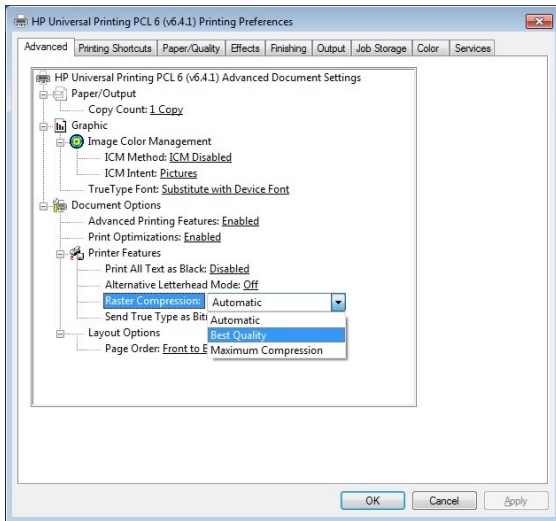 HP Universal Printing PCL 6 (v6.4.1) Printing Preferences
Advanced Printing Shortcuts Paper/Quality Effects Finishing Output Job Storage Color Services
HP Universal Printing PCL 6 (v6.4.1) Advanced Document Settings
Paper/Output
Copy Count: 1 Copy
Graphic
Image Color Management
ICM Method: ICM Disabled
ICM Intent: Pictures
TrueType Font: Substitute with Device Font
Document Options
Advanced Printing Features: Enabled
Print Optimizations: Enabled
Printer Features
Print All Text as Black: Disabled
Alternative Letterhead Mode: Off
Raster Compression: Automatic
Send True Type as Bit
Automatic
Best Quality
Maximum Compression
Layout Options
Page Order: Front to
OK Cancel Apply